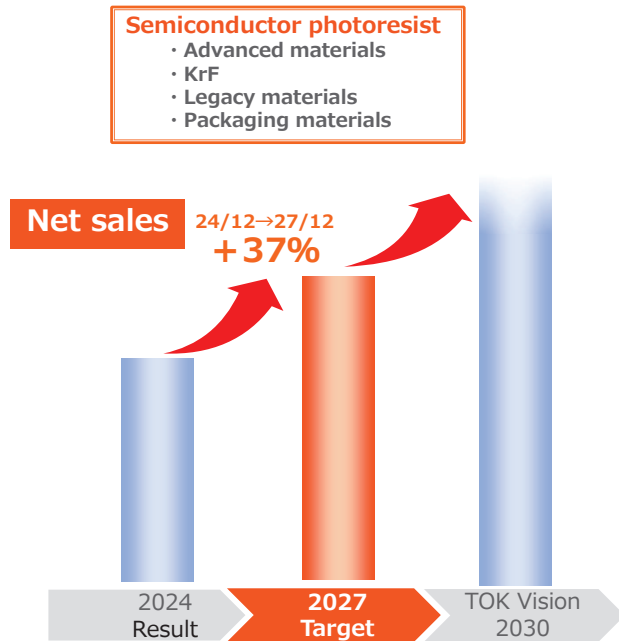 Semiconductor photoresist
・Advanced materials
・KrF
・Legacy materials
・Packaging materials
Net sales
24/12→27/12
+37%
2024
Result
2027
Target
TOK Vision
2030